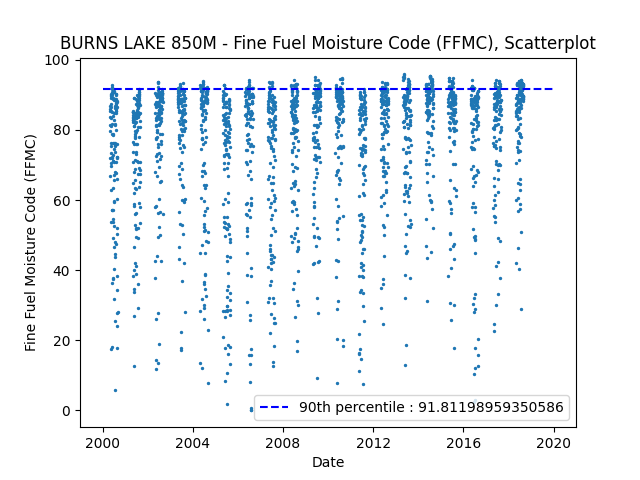 BURNS LAKE 850M - Fine Fuel Moisture Code (FFMC), Scatterplot
100
80
60
40
20
0
Fine Fuel Moisture Code (FFMC)
90th percentile : 91.81198959350586
2000 2004 2008 2012 2016 2020
Date